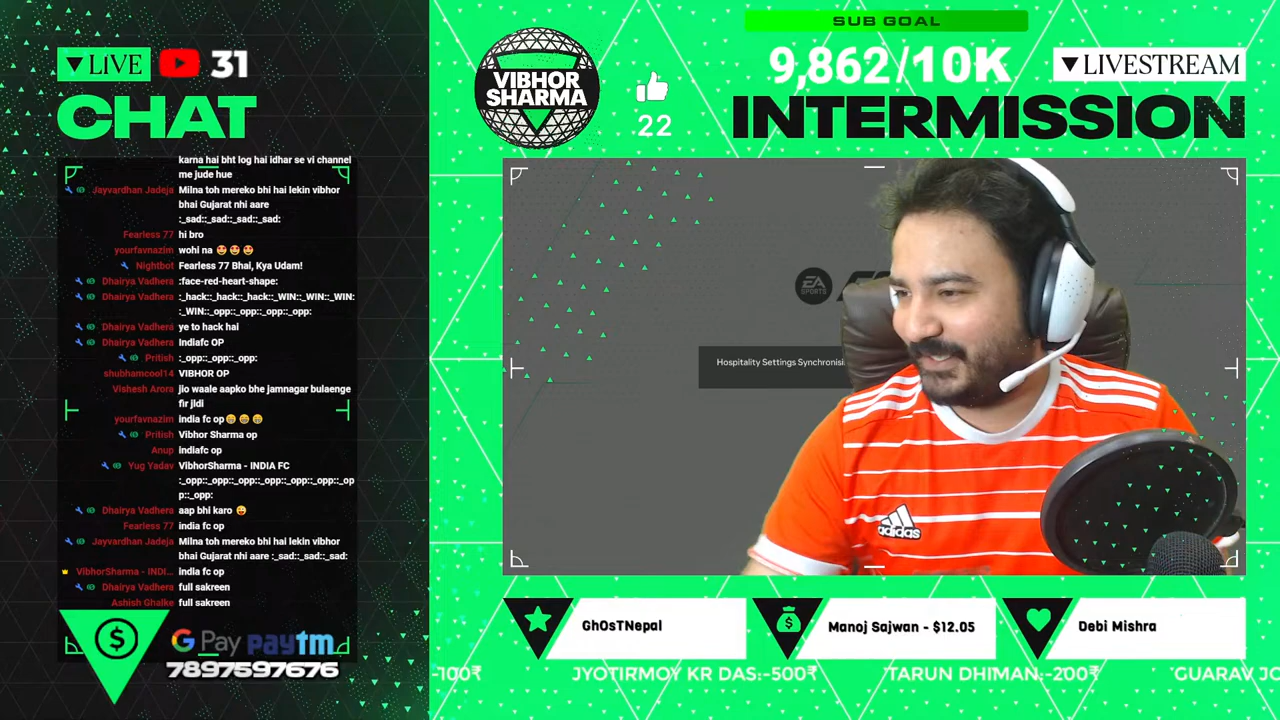 SUB GOAL
LIVE 31
CHAT
VIBHOR
SHARMA
22
9,862/10K
LIVESTREAM
INTERMISSION
karna hai bht log hai idhar se vi channel
me jude hue
Jayvardhan Jadeja Milna toh mereko bhi hai lekin vibhor
bhai Gujarat nhi aare
:_sad::_sad::_sad::_sad:
Fearless 77 hi bro
yourfavnazim wohi na 😍😍😍
Nightbot Fearless 77 Bhai, Kya Udam!
Dhairya Vadhera :face-red-heart-shape:
Dhairya Vadhera :_hack::_hack::_hack::_WIN::_WIN::_WIN:
:_WIN::_opp::_opp::_opp::_opp:
Dhairya Vadhera ye to hack hai
Dhairya Vadhera Indiafc OP
Pritish :_opp::_opp::_opp:
shubhamcool14 VIBHOR OP
Viahesh Arora jio waale aapko bhe jamnagar bulaenge
fir jldi
yourfavnazim india fc op😁😁😁
Pritish Vibhor Sharma op
Anup indiafc op
Yug Yadav VibhorSharma - INDIA FC
:_opp::_opp::_opp::_opp::_opp::_opp::_op
p::_opp:
Dhairya Vadhera aap bhi karo 😜
Fearless 77 india fc op
Jayvardhan Jadeja Milna toh mereko bhi hai lekin vibhor
bhai Gujarat nhi aare :_sad::_sad::_sad:
VibhorSharma - INDI... india fc op
Dhairya Vadhera full sakreen
Ashish Ghalke full sakreen
EA
SPORTS
Hospitality Settings Synchronisi
adidas
G Pay paytm
7897597676
GhOsTNepal
Manoj Sajwan - $12.05
Debi Mishra
-100₹ JYOTIRMOY KR DAS:-500₹ TARUN DHIMAN:-200₹ GUARAV JO